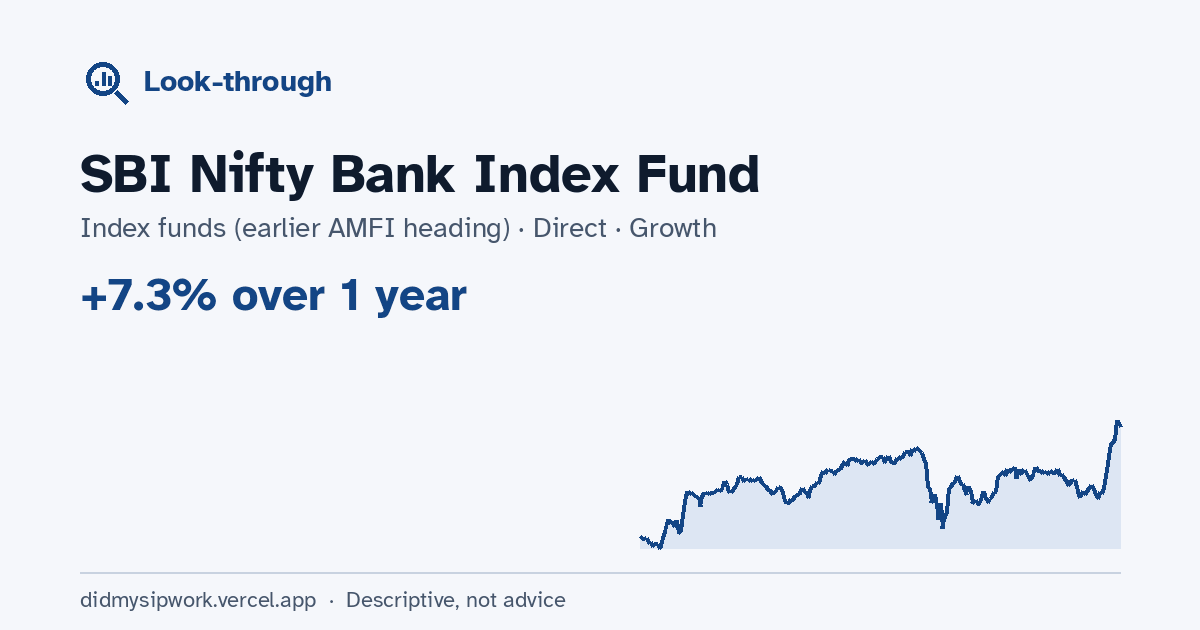 Look-through
SBI Nifty Bank Index Fund
Index funds (earlier AMFI heading) · Direct · Growth
+7.3% over 1 year
didmysipwork.vercel.app · Descriptive, not advice